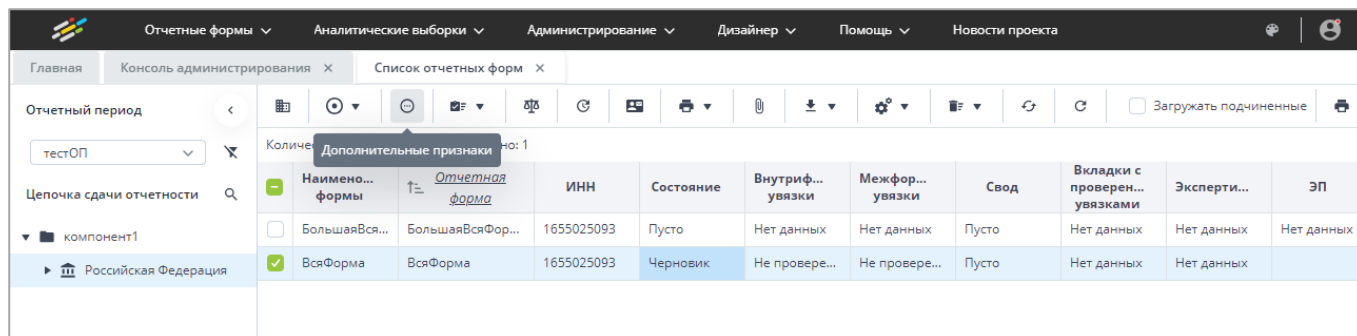 Отчетные формы Аналитические выборки Администрирование Дизайнер Помощь Новости проекта
Главная Консоль администрирования × Список отчетных форм ×
Отчетный период Загружать подчиненные
тестОП Дополнительные признаки но: 1
Цепочка сдачи отчетности
Наимено... формы Отчетная форма ИНН Состояние Внутриф... увязки Межфор... увязки Свод Вкладки с проверен... увязками Эксперти... ЭП
компонент1 БольшаяВся... БольшаяВсяФор... 1655025093 Пусто Нет данных Нет данных Пусто Нет данных Нет данных Нет данных
Российская Федерация ВсяФорма ВсяФорма 1655025093 Черновик Не провере... Не провере... Пусто Нет данных Нет данных